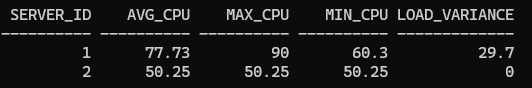 SERVER_ID AVG_CPU MAX_CPU MIN_CPU LOAD_VARIANCE
---------- ---------- ---------- ---------- -------------
1 77.73 90 60.3 29.7
2 50.25 50.25 50.25 0